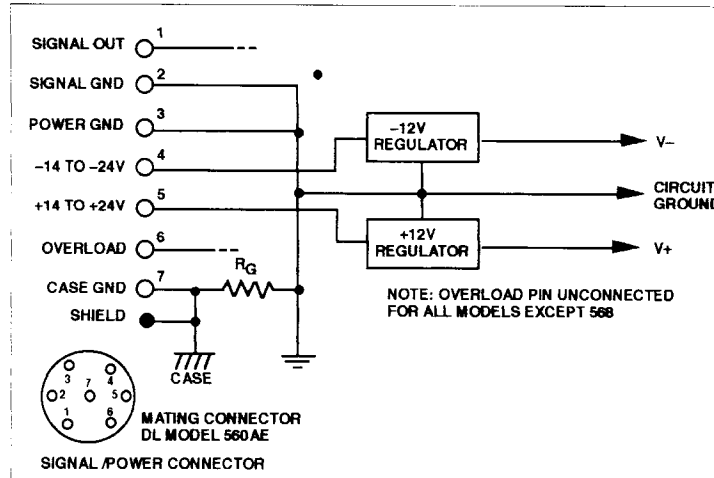 SIGNAL OUT 1
SIGNAL GND 2
POWER GND 3
-14 TO -24V 4
+14 TO +24V 5
OVERLOAD 6
CASE GND 7
SHIELD
RG
CASE
-12V
REGULATOR
V-
CIRCUIT
GROUND
+12V
REGULATOR
V+
NOTE: OVERLOAD PIN UNCONNECTED
FOR ALL MODELS EXCEPT 568
3 7 4
2 5
1 6
MATING CONNECTOR
DL MODEL 560AE
SIGNAL /POWER CONNECTOR